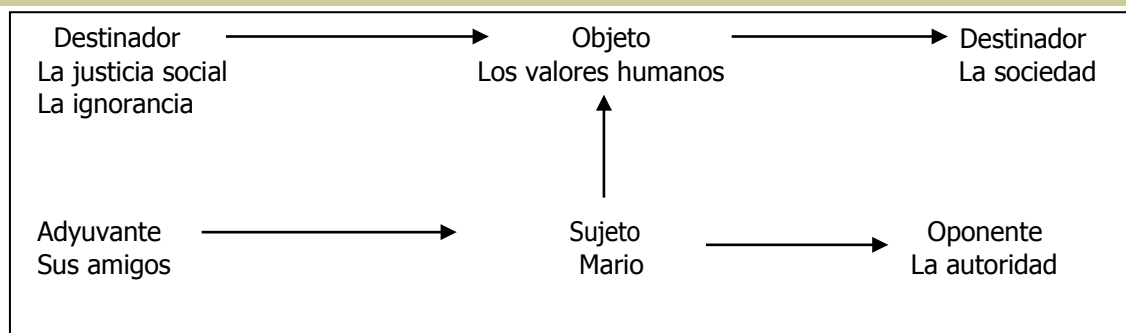 Destinador Objeto Destinador
La justicia social Los valores humanos La sociedad
La ignorancia
Adyuvante Sujeto Oponente
Sus amigos Mario La autoridad